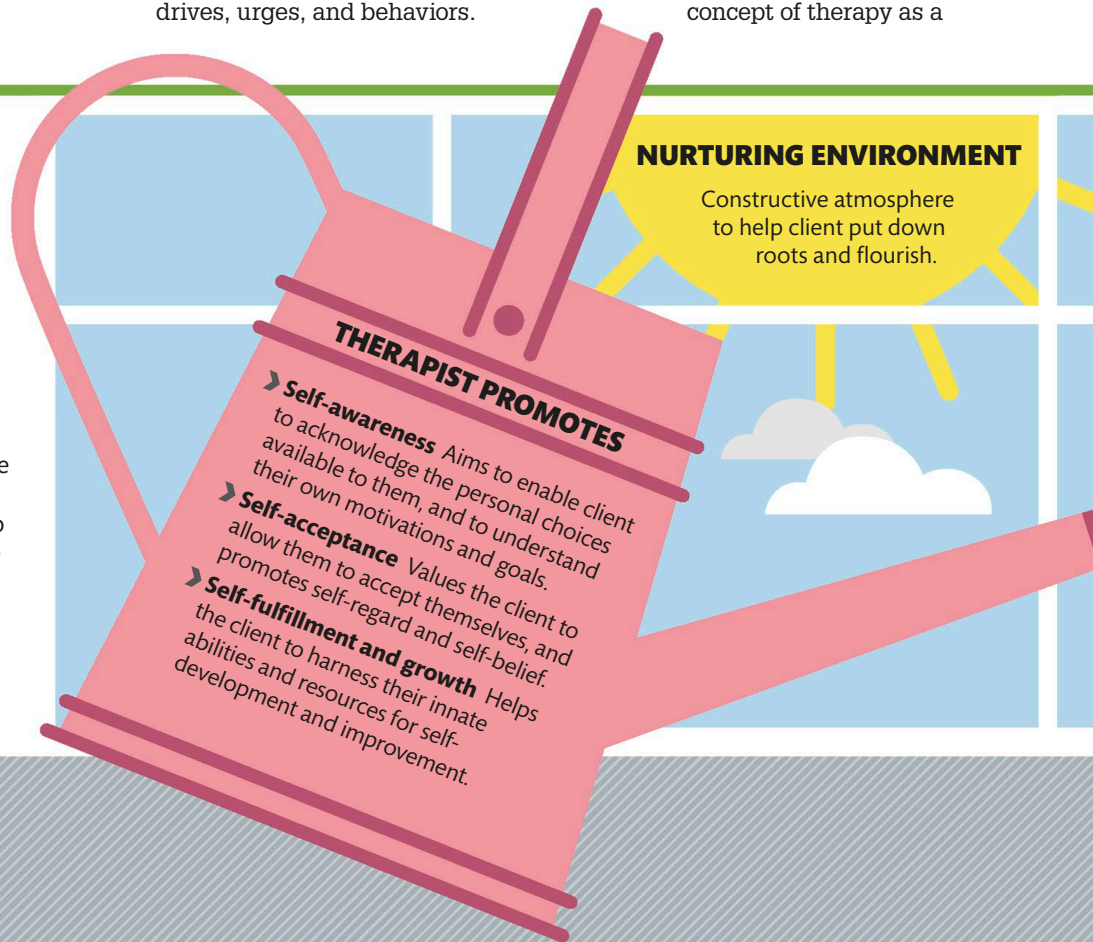 drives, urges, and behaviors.
concept of therapy as a
NURTURING ENVIRONMENT
Constructive atmosphere
to help client put down
roots and flourish.
THERAPIST PROMOTES
❯ Self-awareness Aims to enable client
to acknowledge the personal choices
available to them, and to understand
their own motivations and goals.
❯ Self-acceptance Values the client to
allow them to accept themselves, and
promotes self-regard and self-belief.
❯ Self-fulfillment and growth Helps
the client to harness their innate
abilities and resources for self-
development and improvement.